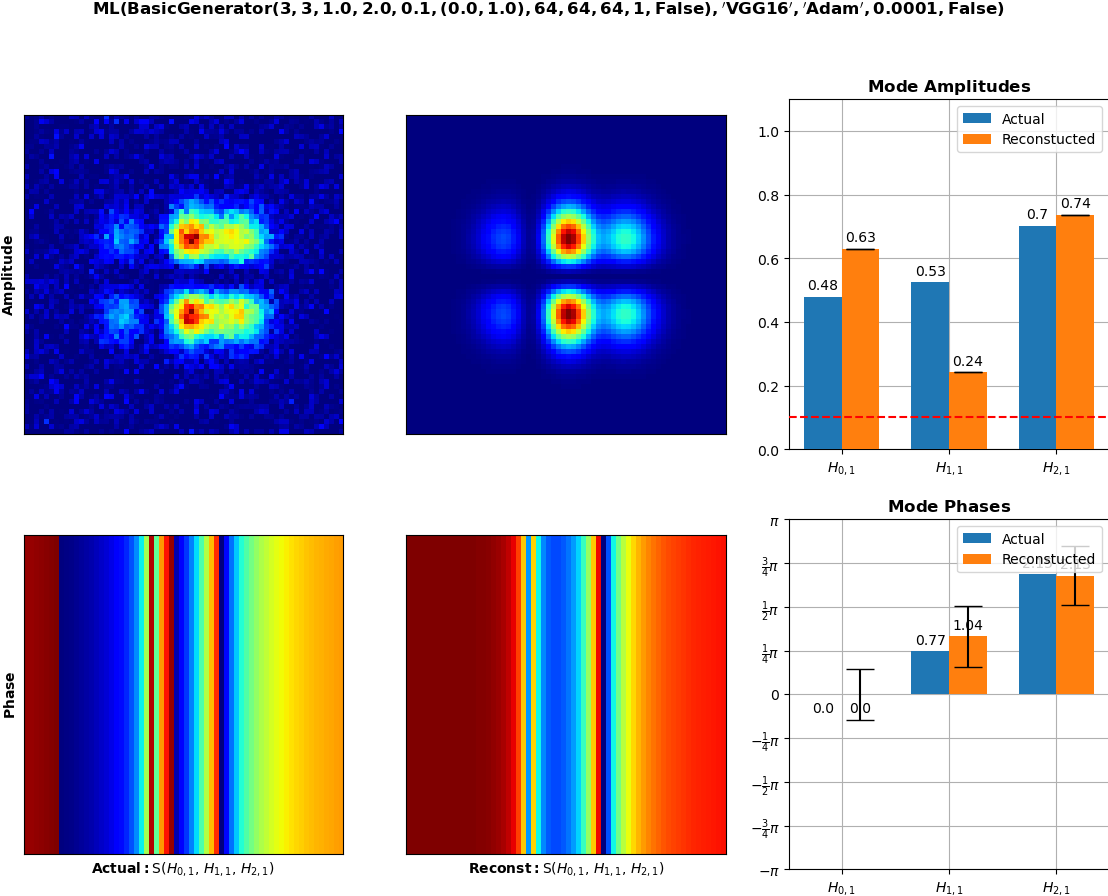 ML(BasicGenerator(3, 3, 1.0, 2.0, 0.1, (0.0, 1.0), 64, 64, 64, 1, False), ′VGG16′, ′Adam′, 0.0001, False)
Amplitude
Mode Amplitudes
Actual
Reconstucted
1.0
0.8
0.6
0.4
0.2
0.0
0.48
0.63
0.53
0.24
0.7
0.74
H0,1
H1,1
H2,1
Phase
Actual: S(H0,1, H1,1, H2,1)
Reconst: S(H0,1, H1,1, H2,1)
Mode Phases
Actual
Reconstucted
π
3/4π
1/2π
1/4π
0
−1/4π
−1/2π
−3/4π
−π
0.0
0.0
0.77
1.04
H0,1
H1,1
H2,1